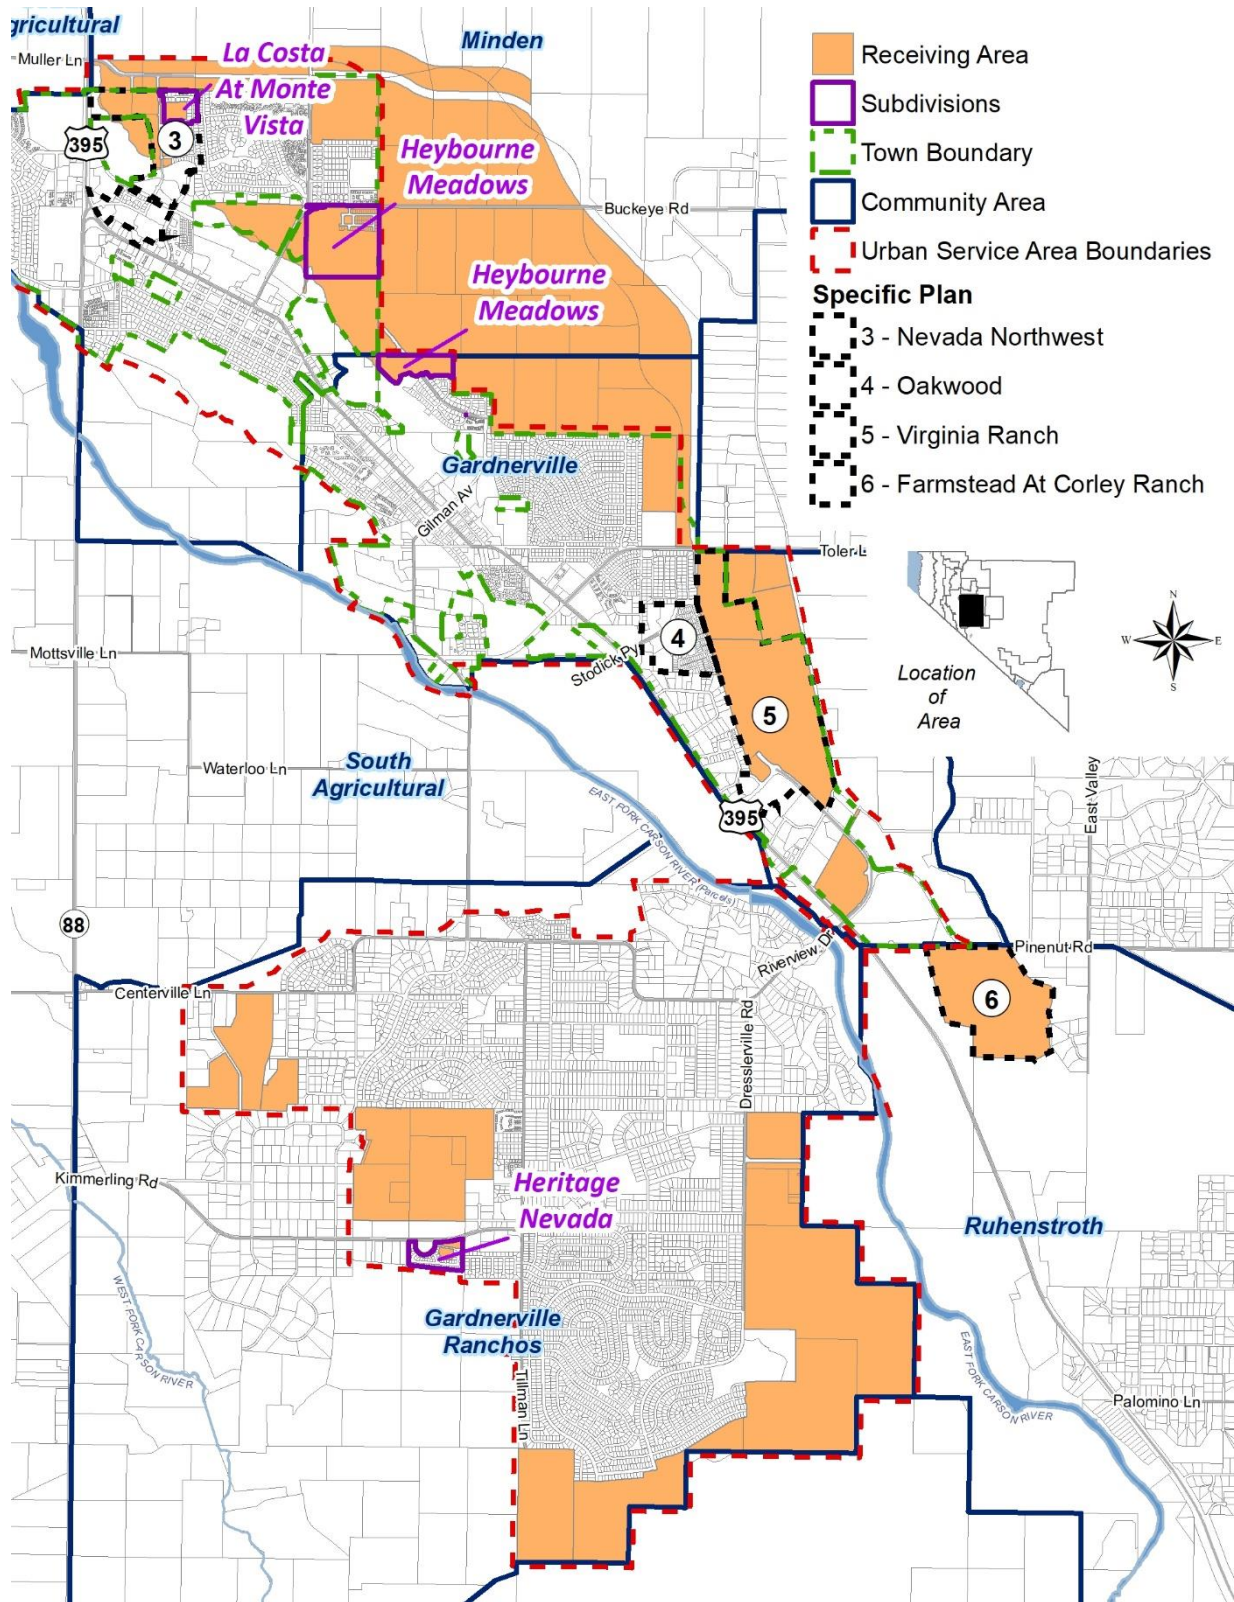 gricultural
Minden
Muller Ln
La Costa
At Monte
Vista
395
3
Heybourne
Meadows
Buckeye Rd
Heybourne
Meadows
Receiving Area
Subdivisions
Town Boundary
Community Area
Urban Service Area Boundaries
Specific Plan
3 - Nevada Northwest
4 - Oakwood
5 - Virginia Ranch
6 - Farmstead At Corley Ranch
Gardnerville
Gilman Av
Toler L
N
W
E
S
Location
of
Area
4
Mottsville Ln
Stodick Py
5
South
Agricultural
Waterloo Ln
East Valley
EAST FORK CARSON RIVER (Parcels)
395
88
Riverview Dr
Pinenut Rd
Centerville Ln
6
Dresslerville Rd
Kimmerling Rd
Heritage
Nevada
Ruhenstroth
WEST FORK CARSON RIVER
Gardnerville
Ranchos
Tillman Ln
EAST FORK CARSON RIVER
Palomino Ln